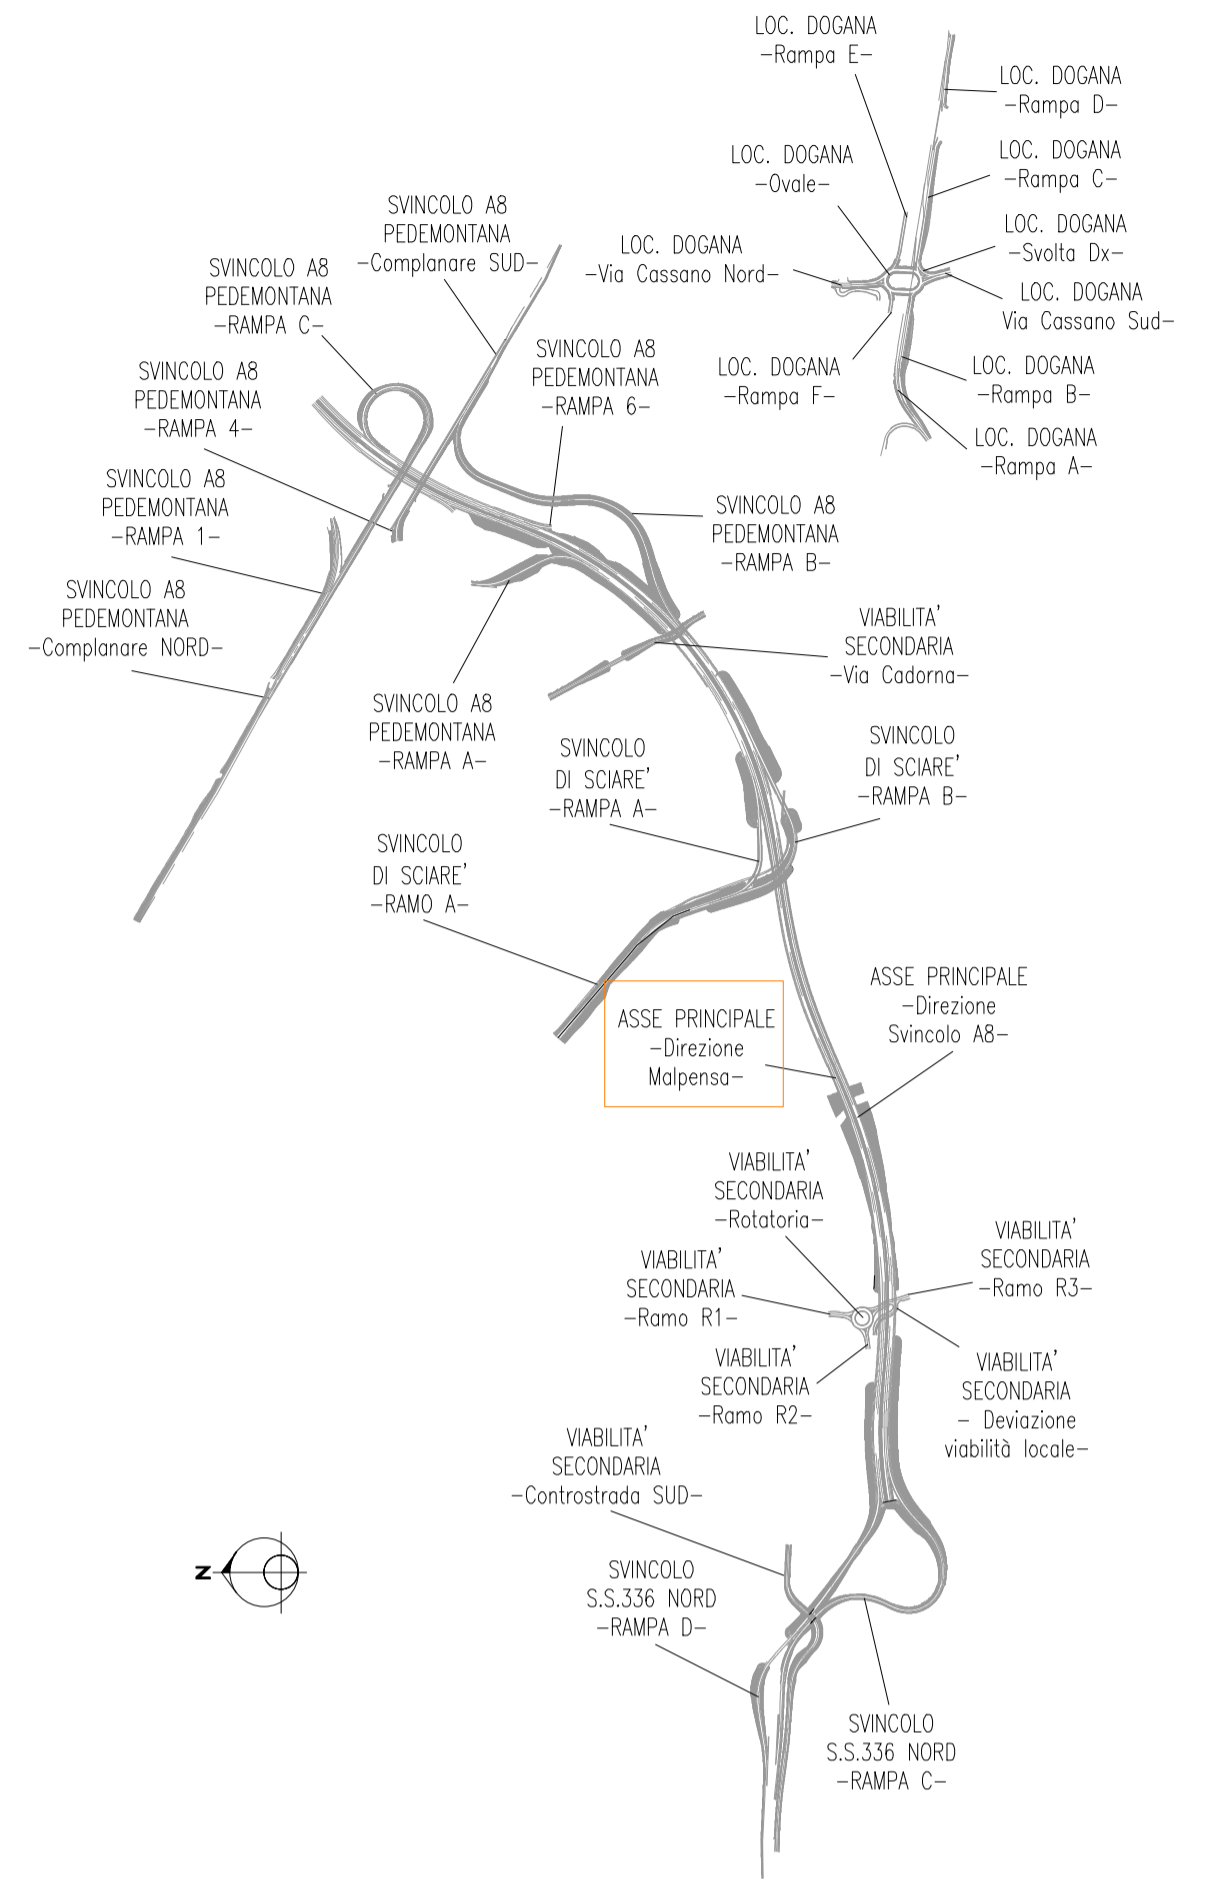 LOC. DOGANA
-Rampa E-
LOC. DOGANA
-Rampa D-
LOC. DOGANA
-Ovale-
LOC. DOGANA
-Rampa C-
SVINCOLO A8
PEDEMONTANA
-Complanare SUD-
LOC. DOGANA
-Via Cassano Nord-
LOC. DOGANA
-Svolta Dx-
SVINCOLO A8
PEDEMONTANA
-RAMPA C-
LOC. DOGANA
Via Cassano Sud-
SVINCOLO A8
PEDEMONTANA
-RAMPA 6-
LOC. DOGANA
-Rampa F-
LOC. DOGANA
-Rampa B-
SVINCOLO A8
PEDEMONTANA
-RAMPA 4-
LOC. DOGANA
-Rampa A-
SVINCOLO A8
PEDEMONTANA
-RAMPA 1-
SVINCOLO A8
PEDEMONTANA
-RAMPA B-
SVINCOLO A8
PEDEMONTANA
-Complanare NORD-
VIABILITA'
SECONDARIA
-Via Cadorna-
SVINCOLO A8
PEDEMONTANA
-RAMPA A-
SVINCOLO
DI SCIARE'
-RAMPA A-
SVINCOLO
DI SCIARE'
-RAMPA B-
SVINCOLO
DI SCIARE'
-RAMO A-
ASSE PRINCIPALE
-Direzione
Svincolo A8-
ASSE PRINCIPALE
-Direzione
Malpensa-
VIABILITA'
SECONDARIA
-Rotatoria-
VIABILITA'
SECONDARIA
-Ramo R3-
VIABILITA'
SECONDARIA
-Ramo R1-
VIABILITA'
SECONDARIA
-Ramo R2-
VIABILITA'
SECONDARIA
- Deviazione
viabilità locale-
VIABILITA'
SECONDARIA
-Controstrada SUD-
N
SVINCOLO
S.S.336 NORD
-RAMPA D-
SVINCOLO
S.S.336 NORD
-RAMPA C-